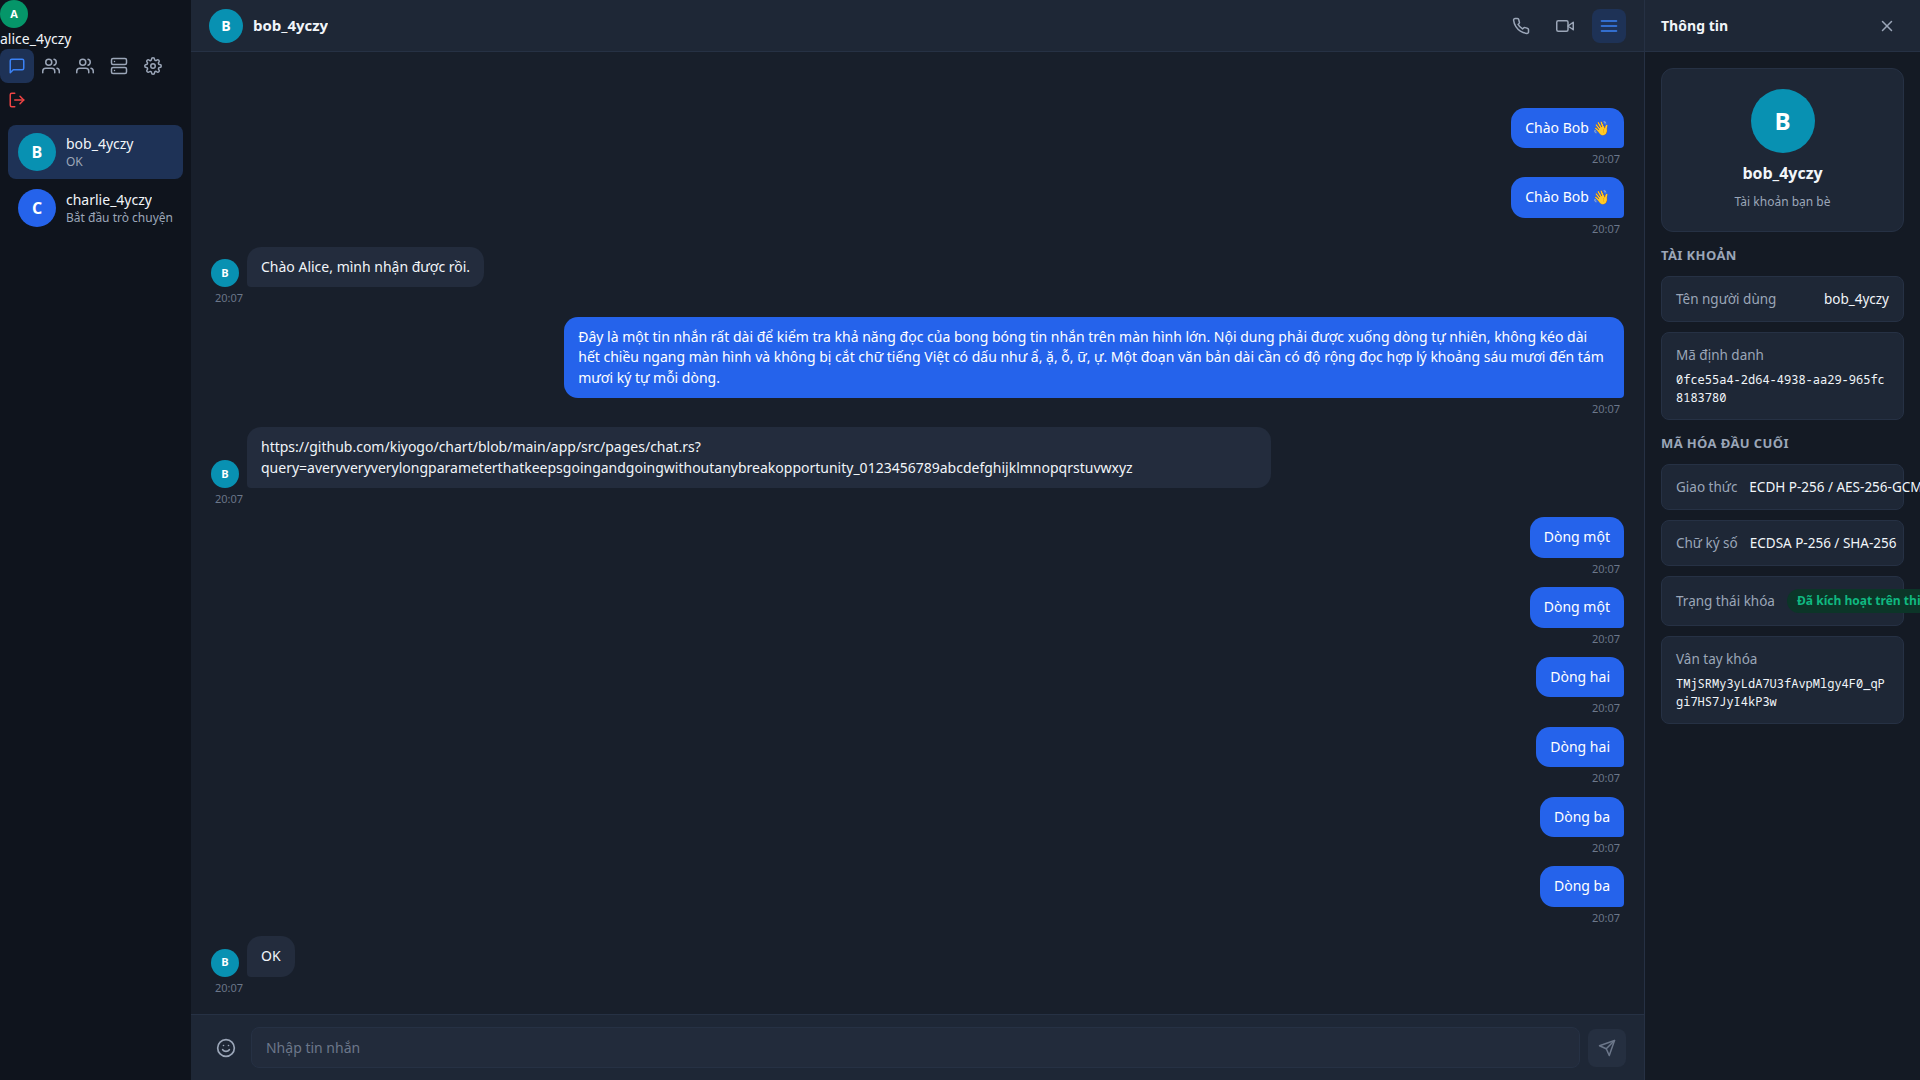 A
alice_4yczy
B
bob_4yczy
OK
C
charlie_4yczy
Bắt đầu trò chuyện
B
bob_4yczy
Chào Bob 👋
20:07
Chào Bob 👋
20:07
B
Chào Alice, mình nhận được rồi.
20:07
Đây là một tin nhắn rất dài để kiểm tra khả năng đọc của bong bóng tin nhắn trên màn hình lớn. Nội dung phải được xuống dòng tự nhiên, không kéo dài
hết chiều ngang màn hình và không bị cắt chữ tiếng Việt có dấu như ẩ, ặ, ỗ, ữ, ự. Một đoạn văn bản dài cần có độ rộng đọc hợp lý khoảng sáu mươi đến tám
mươi ký tự mỗi dòng.
20:07
B
https://github.com/kiyogo/chart/blob/main/app/src/pages/chat.rs?
query=averyveryverylongparameterthatkeepsgoingandgoingwithoutanybreakopportunity_0123456789abcdefghijklmnopqrstuvwxyz
20:07
Dòng một
20:07
Dòng một
20:07
Dòng hai
20:07
Dòng hai
20:07
Dòng ba
20:07
Dòng ba
20:07
B
OK
20:07
Nhập tin nhắn
Thông tin
B
bob_4yczy
Tài khoản bạn bè
TÀI KHOẢN
Tên người dùng bob_4yczy
Mã định danh
0fce55a4-2d64-4938-aa29-965fc
8183780
MÃ HÓA ĐẦU CUỐI
Giao thức ECDH P-256 / AES-256-GCM
Chữ ký số ECDSA P-256 / SHA-256
Trạng thái khóa Đã kích hoạt trên thi
Vân tay khóa
TMjSRMy3yLdA7U3fAvpMlgy4F0_qP
gi7HS7JyI4kP3w